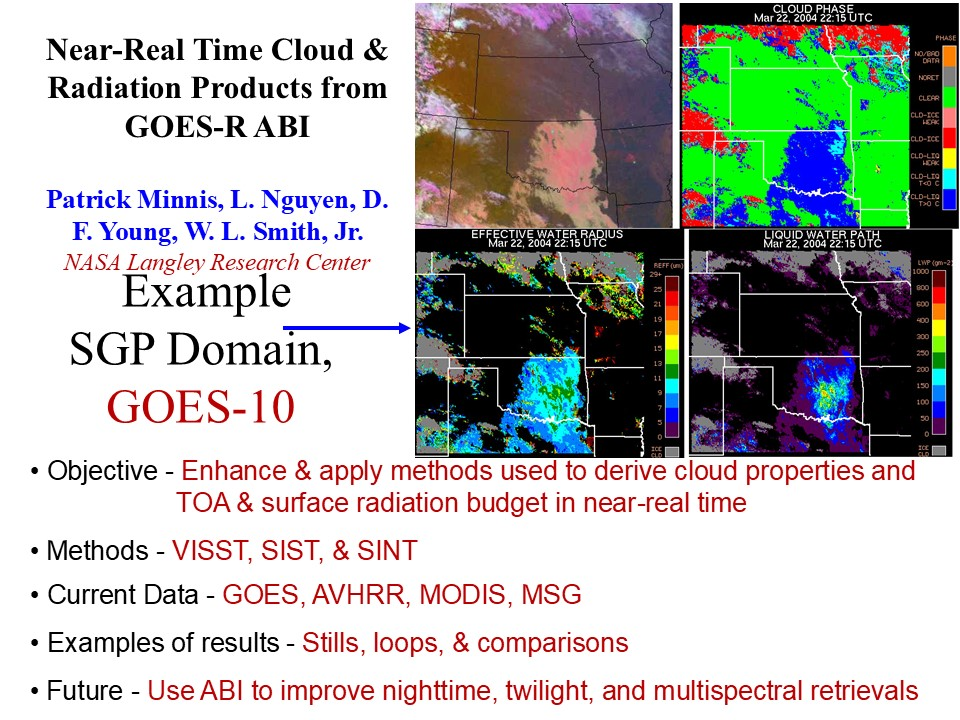 Near-Real Time Cloud &
Radiation Products from
GOES-R ABI
Patrick Minnis, L. Nguyen, D.
F. Young, W. L. Smith, Jr.
NASA Langley Research Center
Example
SGP Domain,
GOES-10
CLOUD PHASE
Mar 22, 2004 22:15 UTC
PHASE
NO/BAD
DATA
NORET
CLEAR
CLD-ICE
WEAK
CLD-ICE
CLD-LIQ
WEAK
CLD-LIQ
T<0 C
CLD-LIQ
T>0 C
EFFECTIVE WATER RADIUS
Mar 22, 2004 22:15 UTC
REFF(um)
29+
25
21
19
17
15
13
11
9
7
5
0
ICE
CLD
LIQUID WATER PATH
Mar 22, 2004 22:15 UTC
LWP(gm-2)
1000
800
600
400
300
250
200
150
100
50
0
ICE
CLD
• Objective - Enhance & apply methods used to derive cloud properties and
TOA & surface radiation budget in near-real time
• Methods - VISST, SIST, & SINT
• Current Data - GOES, AVHRR, MODIS, MSG
• Examples of results - Stills, loops, & comparisons
• Future - Use ABI to improve nighttime, twilight, and multispectral retrievals